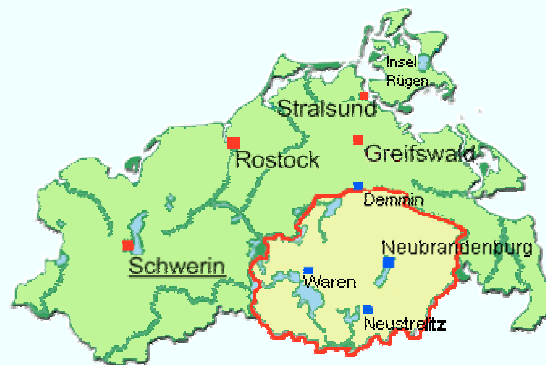 Insel
Rügen
Stralsund
Rostock
Greifswald
Demmin
Neubrandenburg
Schwerin
Waren
Neustrelitz